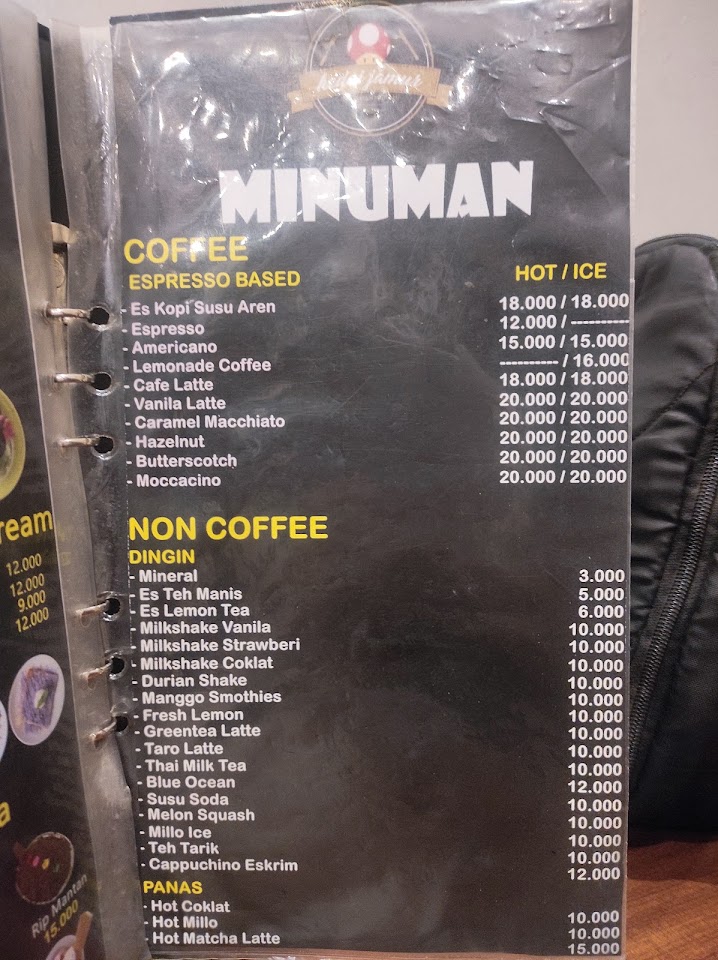 kedai jamur
MINUMAN
COFFEE
ESPRESSO BASED HOT / ICE
- Es Kopi Susu Aren 18.000 / 18.000
- Espresso 12.000 / ----------
- Americano 15.000 / 15.000
- Lemonade Coffee ---------- / 16.000
- Cafe Latte 18.000 / 18.000
- Vanila Latte 20.000 / 20.000
- Caramel Macchiato 20.000 / 20.000
- Hazelnut 20.000 / 20.000
- Butterscotch 20.000 / 20.000
- Moccacino 20.000 / 20.000
NON COFFEE
DINGIN
- Mineral 3.000
- Es Teh Manis 5.000
- Es Lemon Tea 6.000
- Milkshake Vanila 10.000
- Milkshake Strawberi 10.000
- Milkshake Coklat 10.000
- Durian Shake 10.000
- Manggo Smothies 10.000
- Fresh Lemon 10.000
- Greentea Latte 10.000
- Taro Latte 10.000
- Thai Milk Tea 10.000
- Blue Ocean 12.000
- Susu Soda 10.000
- Melon Squash 10.000
- Millo Ice 10.000
- Teh Tarik 10.000
- Cappuchino Eskrim 12.000
PANAS
- Hot Coklat 10.000
- Hot Millo 10.000
- Hot Matcha Latte 15.000
ream
12.000
12.000
9.000
12.000
a
Rip Mantan
15.000